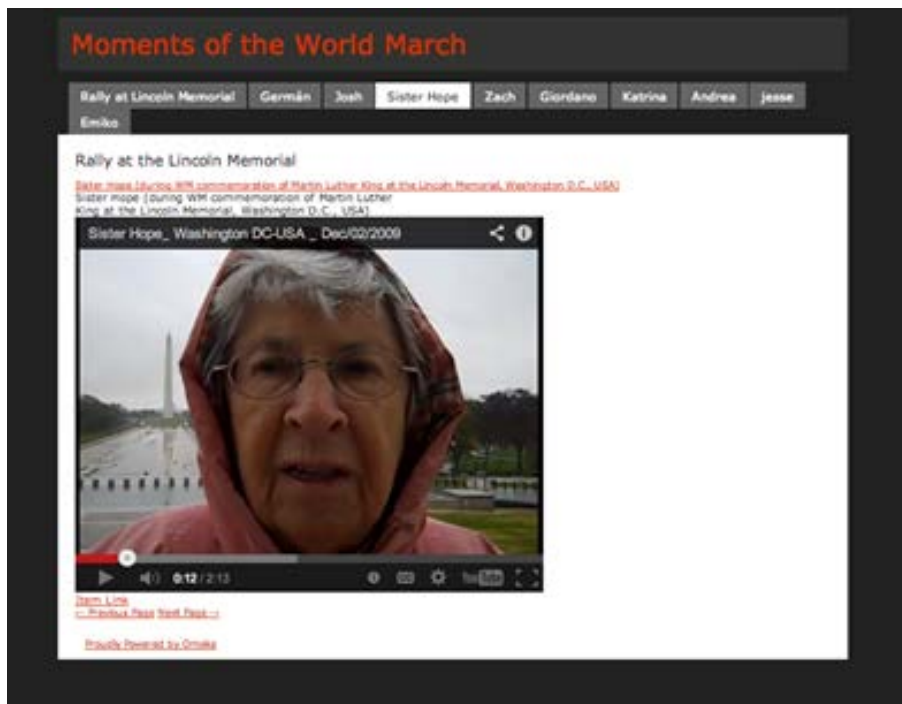 Moments of the World March
Rally at Lincoln Memorial Germán Josh Sister Hope Zach Giordano Katrina Andrea jesse
Emiko
Rally at the Lincoln Memorial
Sister Hope [during WM commemoration of Martin Luther King at the Lincoln Memorial, Washington D.C., USA]
Sister Hope [during WM commemoration of Martin Luther
King at the Lincoln Memorial, Washington D.C., USA]
Sister Hope_ Washington DC-USA _ Dec/02/2009
0:12 / 2:13 YouTube
Item Link
← Previous Page Next Page →
Proudly Powered by Omeka